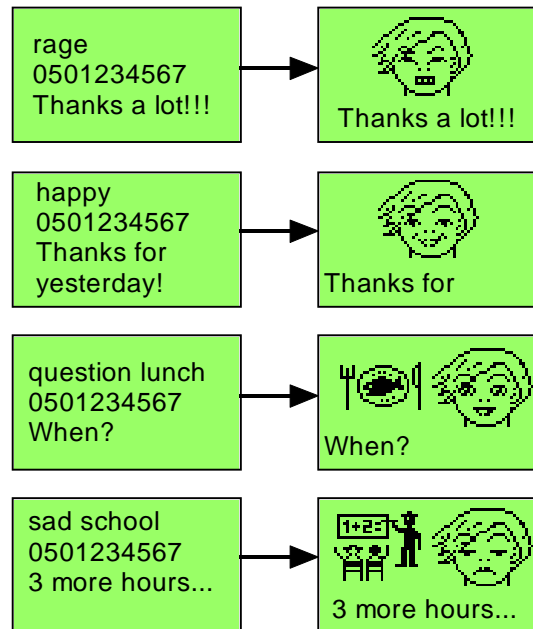 rage
0501234567
Thanks a lot!!!
Thanks a lot!!!
happy
0501234567
Thanks for
yesterday!
Thanks for
question lunch
0501234567
When?
When?
sad school
0501234567
3 more hours...
1+2=
3 more hours...